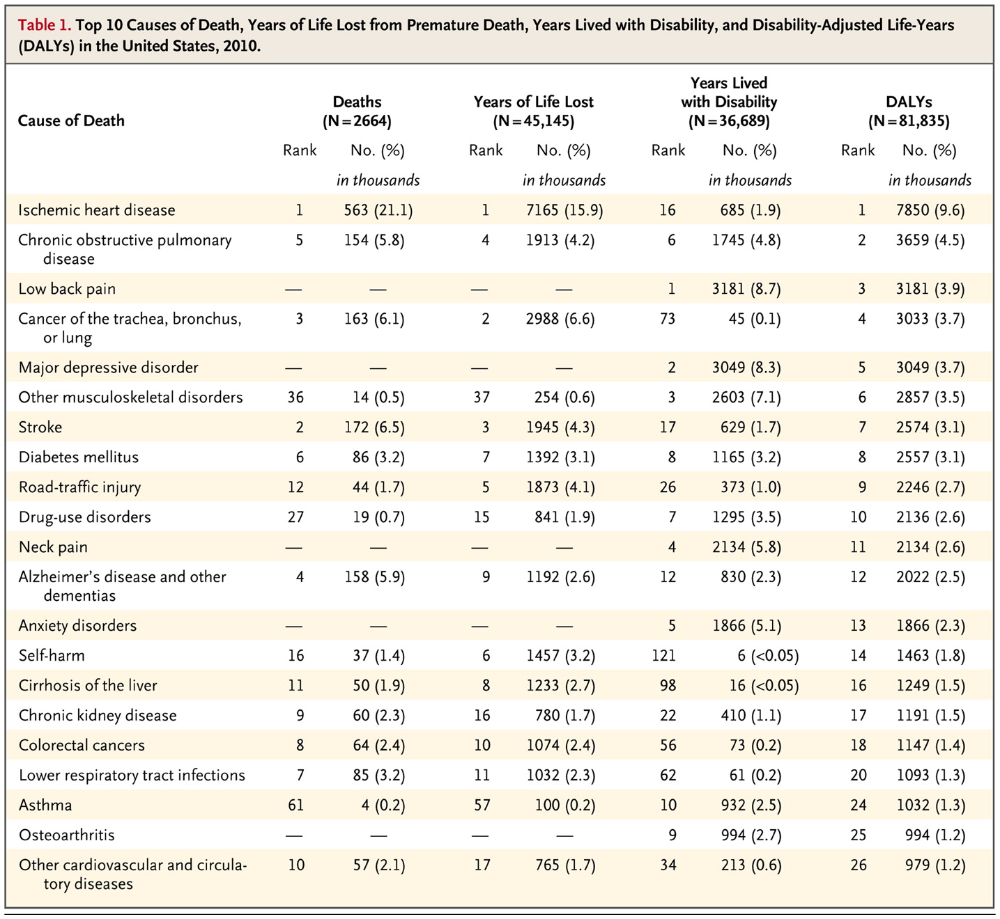 Table 1. Top 10 Causes of Death, Years of Life Lost from Premature Death, Years Lived with Disability, and Disability-Adjusted Life-Years
(DALYs) in the United States, 2010.
Cause of Death Deaths (N=2664) Years of Life Lost (N=45,145) Years Lived with Disability (N=36,689) DALYs (N=81,835)
Rank No. (%) Rank No. (%) Rank No. (%) Rank No. (%)
in thousands in thousands in thousands in thousands
Ischemic heart disease 1 563 (21.1) 1 7165 (15.9) 16 685 (1.9) 1 7850 (9.6)
Chronic obstructive pulmonary 5 154 (5.8) 4 1913 (4.2) 6 1745 (4.8) 2 3659 (4.5)
disease
Low back pain — — — — 1 3181 (8.7) 3 3181 (3.9)
Cancer of the trachea, bronchus, 3 163 (6.1) 2 2988 (6.6) 73 45 (0.1) 4 3033 (3.7)
or lung
Major depressive disorder — — — — 2 3049 (8.3) 5 3049 (3.7)
Other musculoskeletal disorders 36 14 (0.5) 37 254 (0.6) 3 2603 (7.1) 6 2857 (3.5)
Stroke 2 172 (6.5) 3 1945 (4.3) 17 629 (1.7) 7 2574 (3.1)
Diabetes mellitus 6 86 (3.2) 7 1392 (3.1) 8 1165 (3.2) 8 2557 (3.1)
Road-traffic injury 12 44 (1.7) 5 1873 (4.1) 26 373 (1.0) 9 2246 (2.7)
Drug-use disorders 27 19 (0.7) 15 841 (1.9) 7 1295 (3.5) 10 2136 (2.6)
Neck pain — — — — 4 2134 (5.8) 11 2134 (2.6)
Alzheimer's disease and other 4 158 (5.9) 9 1192 (2.6) 12 830 (2.3) 12 2022 (2.5)
dementias
Anxiety disorders — — — — 5 1866 (5.1) 13 1866 (2.3)
Self-harm 16 37 (1.4) 6 1457 (3.2) 121 6 (<0.05) 14 1463 (1.8)
Cirrhosis of the liver 11 50 (1.9) 8 1233 (2.7) 98 16 (<0.05) 16 1249 (1.5)
Chronic kidney disease 9 60 (2.3) 16 780 (1.7) 22 410 (1.1) 17 1191 (1.5)
Colorectal cancers 8 64 (2.4) 10 1074 (2.4) 56 73 (0.2) 18 1147 (1.4)
Lower respiratory tract infections 7 85 (3.2) 11 1032 (2.3) 62 61 (0.2) 20 1093 (1.3)
Asthma 61 4 (0.2) 57 100 (0.2) 10 932 (2.5) 24 1032 (1.3)
Osteoarthritis — — — — 9 994 (2.7) 25 994 (1.2)
Other cardiovascular and circula- 10 57 (2.1) 17 765 (1.7) 34 213 (0.6) 26 979 (1.2)
tory diseases